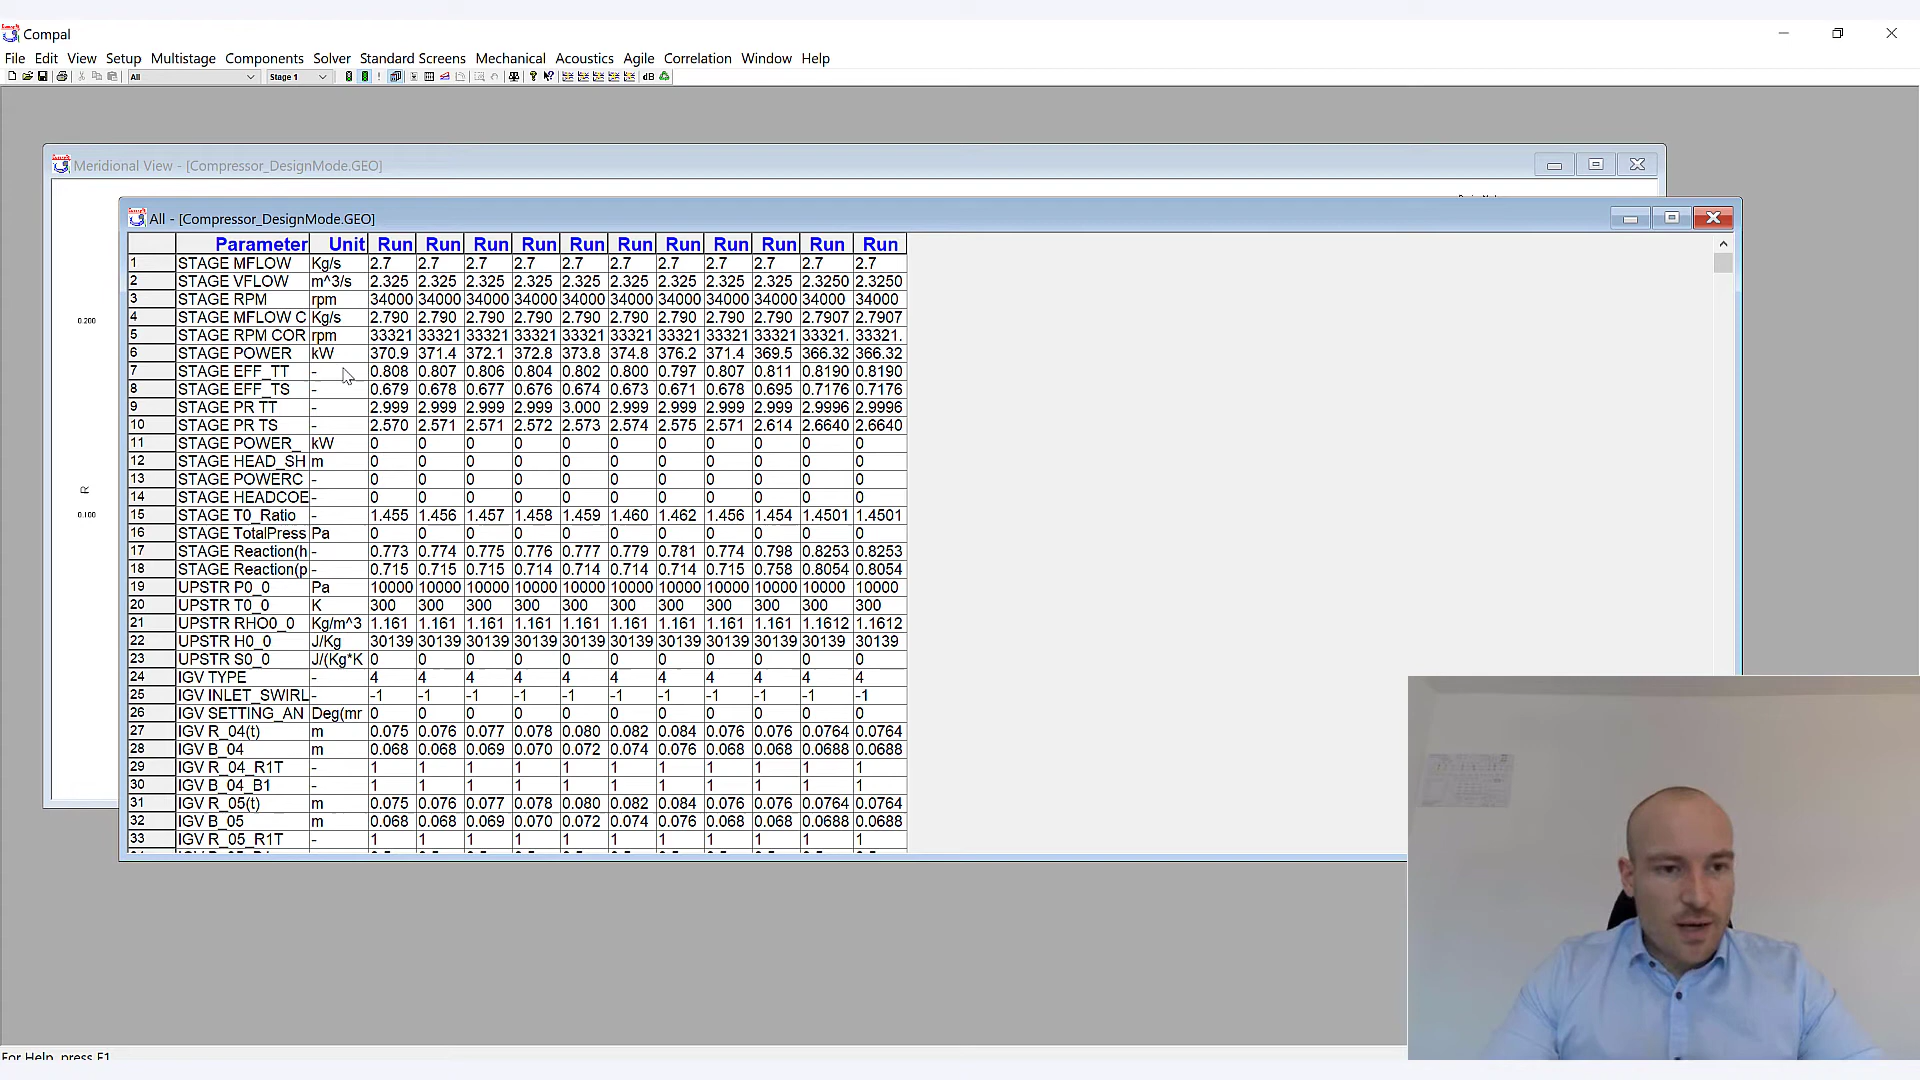 Compal
File Edit View Setup Multistage Components Solver Standard Screens Mechanical Acoustics Agile Correlation Window Help
All Stage 1 dB
Meridional View - [Compressor_DesignMode.GEO]
All - [Compressor_DesignMode.GEO]
Parameter Unit Run Run Run Run Run Run Run Run Run Run Run
1 STAGE MFLOW Kg/s 2.7 2.7 2.7 2.7 2.7 2.7 2.7 2.7 2.7 2.7 2.7
2 STAGE VFLOW m^3/s 2.325 2.325 2.325 2.325 2.325 2.325 2.325 2.325 2.325 2.3250 2.3250
3 STAGE RPM rpm 34000 34000 34000 34000 34000 34000 34000 34000 34000 34000 34000
4 STAGE MFLOW C Kg/s 2.790 2.790 2.790 2.790 2.790 2.790 2.790 2.790 2.790 2.7907 2.7907
5 STAGE RPM COR rpm 33321 33321 33321 33321 33321 33321 33321 33321 33321 33321. 33321.
6 STAGE POWER kW 370.9 371.4 372.1 372.8 373.8 374.8 376.2 371.4 369.5 366.32 366.32
7 STAGE EFF_TT - 0.808 0.807 0.806 0.804 0.802 0.800 0.797 0.807 0.811 0.8190 0.8190
8 STAGE EFF_TS - 0.679 0.678 0.677 0.676 0.674 0.673 0.671 0.678 0.695 0.7176 0.7176
9 STAGE PR TT - 2.999 2.999 2.999 2.999 3.000 2.999 2.999 2.999 2.999 2.9996 2.9996
10 STAGE PR TS - 2.570 2.571 2.571 2.572 2.573 2.574 2.575 2.571 2.614 2.6640 2.6640
11 STAGE POWER_ kW 0 0 0 0 0 0 0 0 0 0 0
12 STAGE HEAD_SH m 0 0 0 0 0 0 0 0 0 0 0
13 STAGE POWERC - 0 0 0 0 0 0 0 0 0 0 0
14 STAGE HEADCOE - 0 0 0 0 0 0 0 0 0 0 0
15 STAGE T0_Ratio - 1.455 1.456 1.457 1.458 1.459 1.460 1.462 1.456 1.454 1.4501 1.4501
16 STAGE TotalPress Pa 0 0 0 0 0 0 0 0 0 0 0
17 STAGE Reaction(h - 0.773 0.774 0.775 0.776 0.777 0.779 0.781 0.774 0.798 0.8253 0.8253
18 STAGE Reaction(p - 0.715 0.715 0.715 0.714 0.714 0.714 0.714 0.715 0.758 0.8054 0.8054
19 UPSTR P0_0 Pa 10000 10000 10000 10000 10000 10000 10000 10000 10000 10000 10000
20 UPSTR T0_0 K 300 300 300 300 300 300 300 300 300 300 300
21 UPSTR RHO0_0 Kg/m^3 1.161 1.161 1.161 1.161 1.161 1.161 1.161 1.161 1.161 1.1612 1.1612
22 UPSTR H0_0 J/Kg 30139 30139 30139 30139 30139 30139 30139 30139 30139 30139 30139
23 UPSTR S0_0 J/(Kg*K 0 0 0 0 0 0 0 0 0 0 0
24 IGV TYPE - 4 4 4 4 4 4 4 4 4 4 4
25 IGV INLET_SWIRL - -1 -1 -1 -1 -1 -1 -1 -1 -1 -1 -1
26 IGV SETTING_AN Deg(mr 0 0 0 0 0 0 0 0 0 0 0
27 IGV R_04(t) m 0.075 0.076 0.077 0.078 0.080 0.082 0.084 0.076 0.076 0.0764 0.0764
28 IGV B_04 m 0.068 0.068 0.069 0.070 0.072 0.074 0.076 0.068 0.068 0.0688 0.0688
29 IGV R_04_R1T - 1 1 1 1 1 1 1 1 1 1 1
30 IGV B_04_B1 - 1 1 1 1 1 1 1 1 1 1 1
31 IGV R_05(t) m 0.075 0.076 0.077 0.078 0.080 0.082 0.084 0.076 0.076 0.0764 0.0764
32 IGV B_05 m 0.068 0.068 0.069 0.070 0.072 0.074 0.076 0.068 0.068 0.0688 0.0688
33 IGV R_05_R1T - 1 1 1 1 1 1 1 1 1 1 1
0.200
R
0.100
For Help, press F1